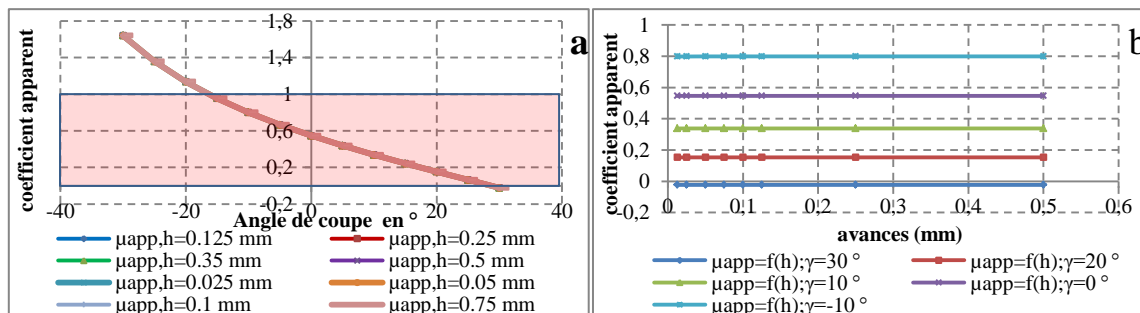 a
coefficient apparent
1,8
1,4
1
0,6
0,2
-0,2
-40
-20
0
20
40
Angle de coupe en °
µapp,h=0.125 mm
µapp,h=0.25 mm
µapp,h=0.35 mm
µapp,h=0.5 mm
µapp,h=0.025 mm
µapp,h=0.05 mm
µapp,h=0.1 mm
µapp,h=0.75 mm
b
coefficient apparent
1
0,8
0,6
0,4
0,2
0
-0,2
0
0,1
0,2
0,3
0,4
0,5
0,6
avances (mm)
µapp=f(h);γ=30 °
µapp=f(h);γ=20 °
µapp=f(h);γ=10 °
µapp=f(h);γ=0 °
µapp=f(h);γ=-10 °